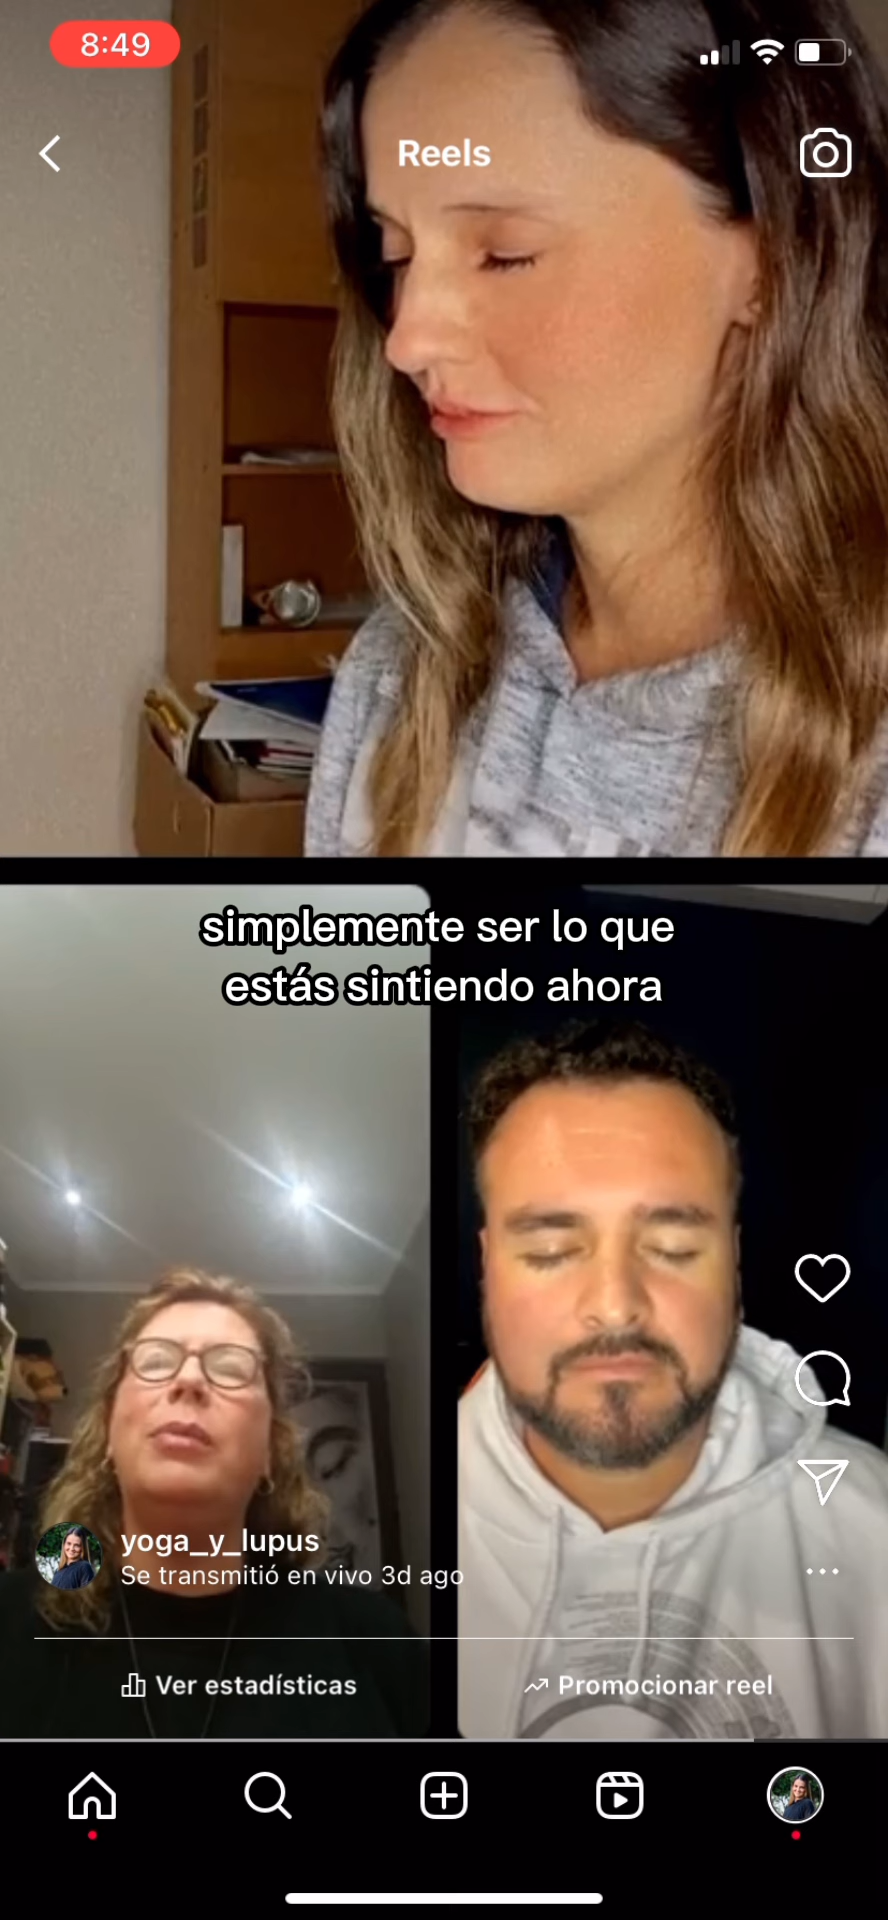 8:49
Reels
simplemente ser lo que
estás sintiendo ahora
yoga_y_lupus
Se transmitió en vivo 3d ago
Ver estadísticas
Promocionar reel